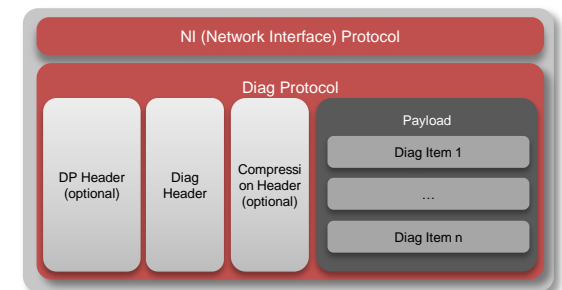 NI (Network Interface) Protocol
Diag Protocol
DP Header
(optional)
Diag
Header
Compressi
on Header
(optional)
Payload
Diag Item 1
…
Diag Item n